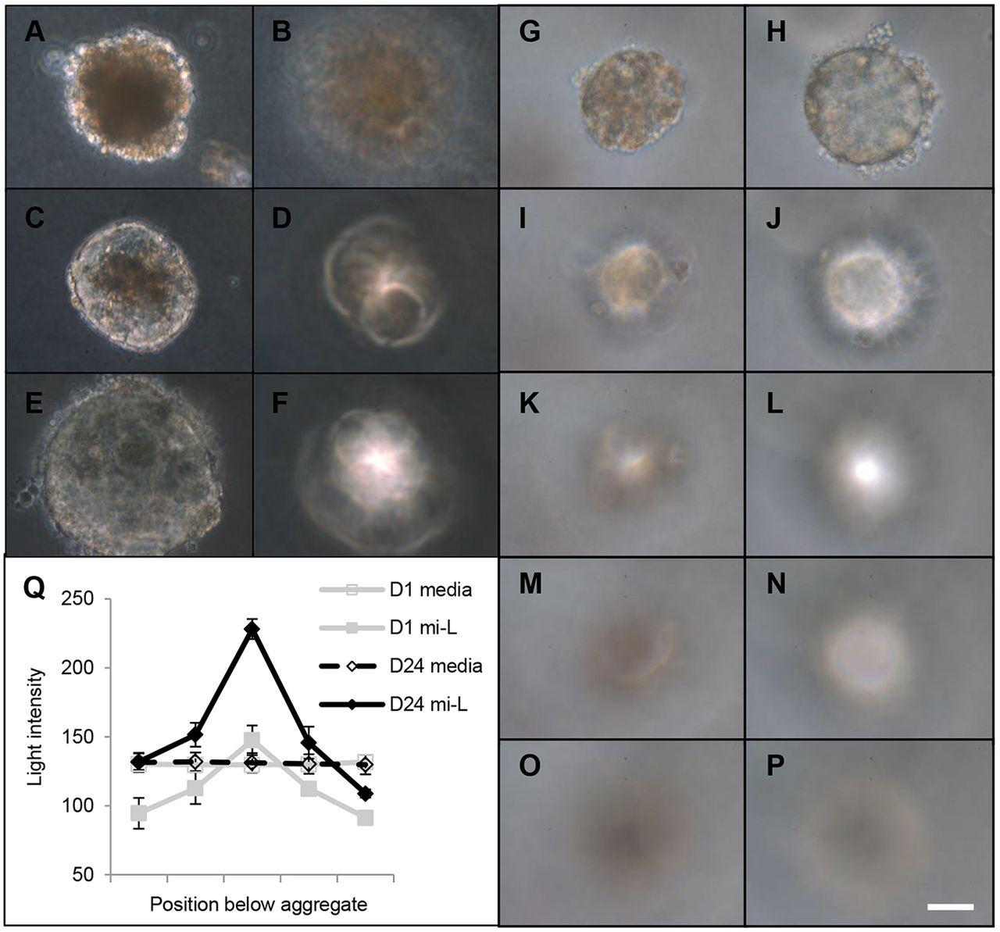 A
B
G
H
C
D
I
J
E
F
K
L
Q
250
200
150
100
50
Light intensity
Position below aggregate
D1 media
D1 mi-L
D24 media
D24 mi-L
M
N
O
P